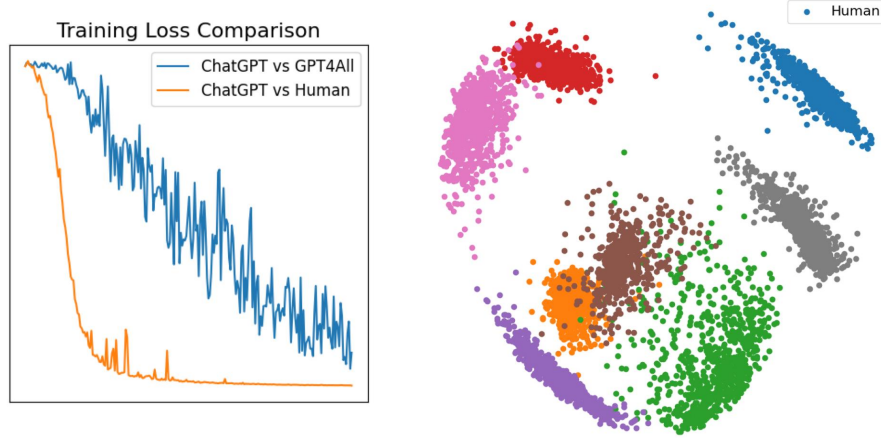 Training Loss Comparison
ChatGPT vs GPT4All
ChatGPT vs Human
Human